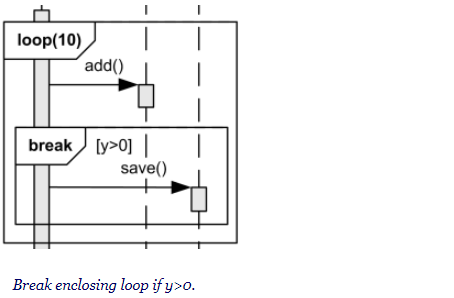 loop(10)
add()
break [y>0]
save()
Break enclosing loop if y>0.